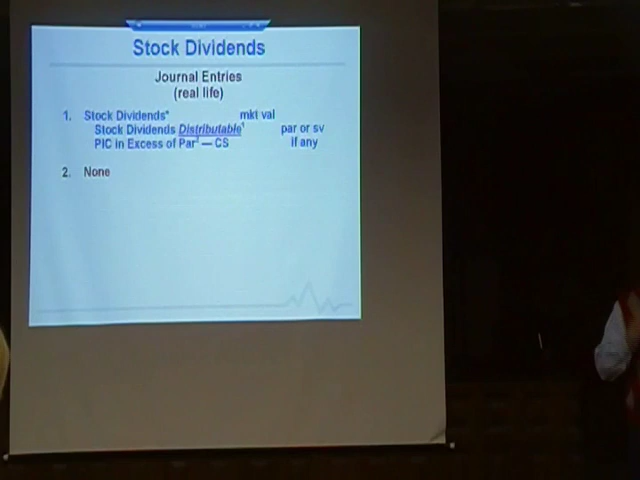 Stock Dividends
Journal Entries
(real life)
1. Stock Dividends* mkt val
Stock Dividends Distributable¹ par or sv
PIC in Excess of Par² — CS if any
2. None